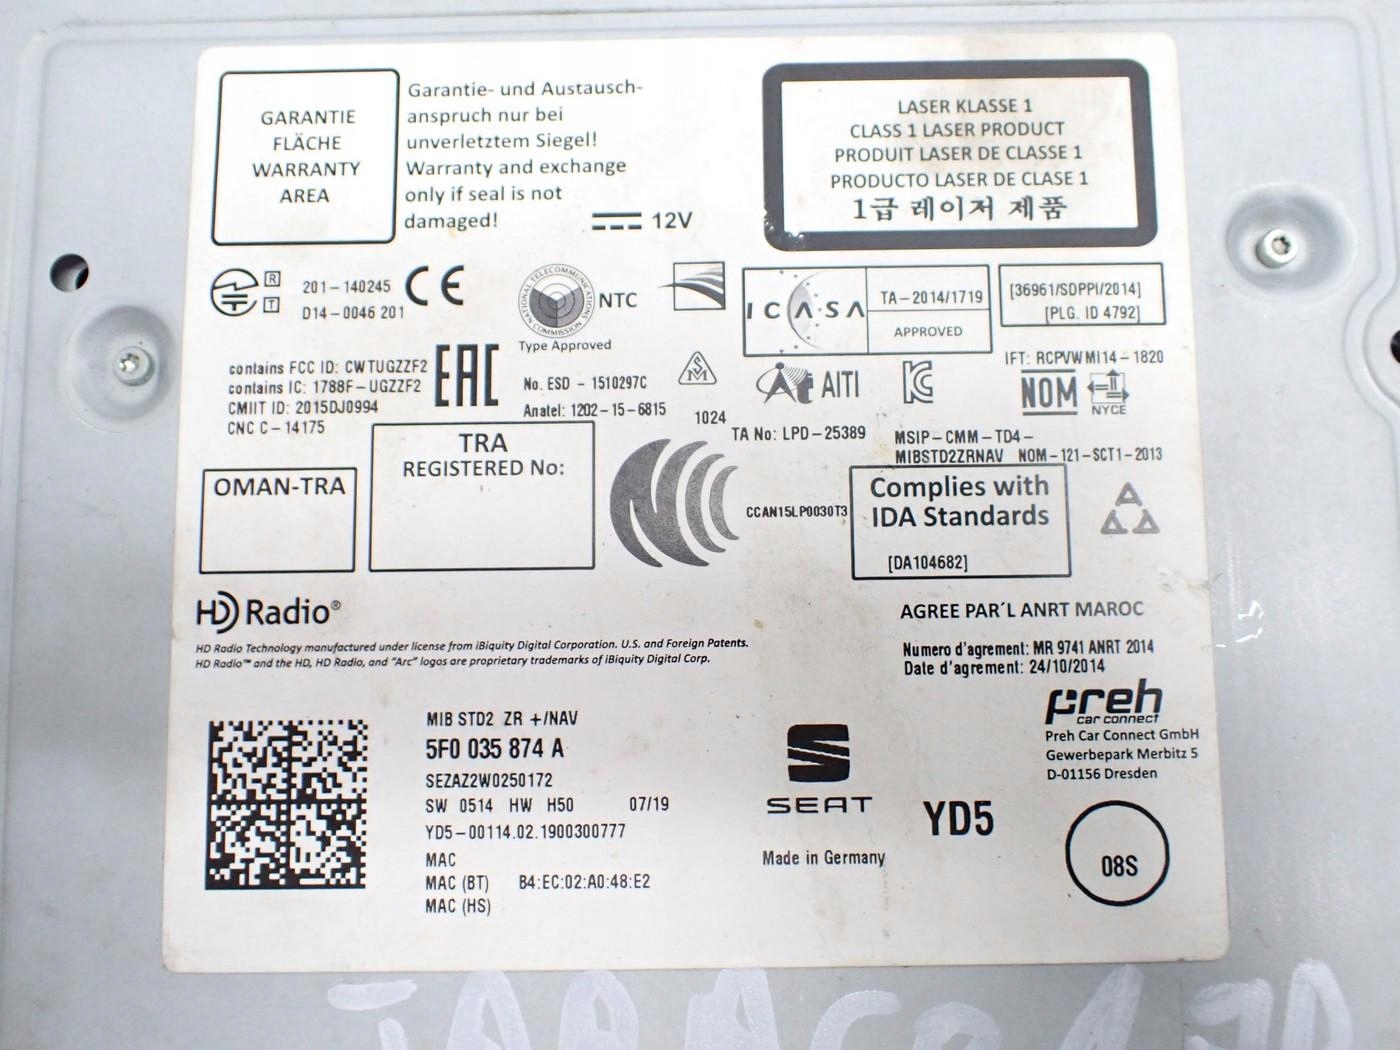 GARANTIE
FLÄCHE
WARRANTY
AREA
Garantie- und Austausch-
anspruch nur bei
unverletztem Siegel!
Warranty and exchange
only if seal is not
damaged!
12V
LASER KLASSE 1
CLASS 1 LASER PRODUCT
PRODUIT LASER DE CLASSE 1
PRODUCTO LASER DE CLASE 1
1급 레이저 제품
R
T
201-140245
D14-0046 201
CE
NATIONAL TELECOMMUNICATIONS COMMISSION
NTC
Type Approved
ICASA
TA-2014/1719
APPROVED
[36961/SDPPI/2014]
[PLG. ID 4792]
contains FCC ID: CWTUGZZF2
contains IC: 1788F-UGZZF2
CMIIT ID: 2015DJ0994
CNC C-14175
EAC
No. ESD - 1510297C
Anatel: 1202-15-6815
1024
AITI
TA No: LPD-25389
IFT: RCPVWMI14-1820
NOM
NYCE
MSIP-CMM-TD4-
MIBSTD2ZRNAV NOM-121-SCT1-2013
OMAN-TRA
TRA
REGISTERED No:
CCAN15LP0030T3
Complies with
IDA Standards
[DA104682]
HD Radio®
HD Radio Technology manufactured under license from iBiquity Digital Corporation. U.S. and Foreign Patents.
HD Radio™ and the HD, HD Radio, and “Arc” logos are proprietary trademarks of iBiquity Digital Corp.
AGREE PAR´L ANRT MAROC
Numero d'agrement: MR 9741 ANRT 2014
Date d'agrement: 24/10/2014
preh
car connect
Preh Car Connect GmbH
Gewerbepark Merbitz 5
D-01156 Dresden
MIB STD2 ZR +/NAV
5F0 035 874 A
SEZAZ2W0250172
SW 0514 HW H50 07/19
YD5-00114.02.1900300777
MAC
MAC (BT) B4:EC:02:A0:48:E2
MAC (HS)
SEAT
Made in Germany
YD5
08S